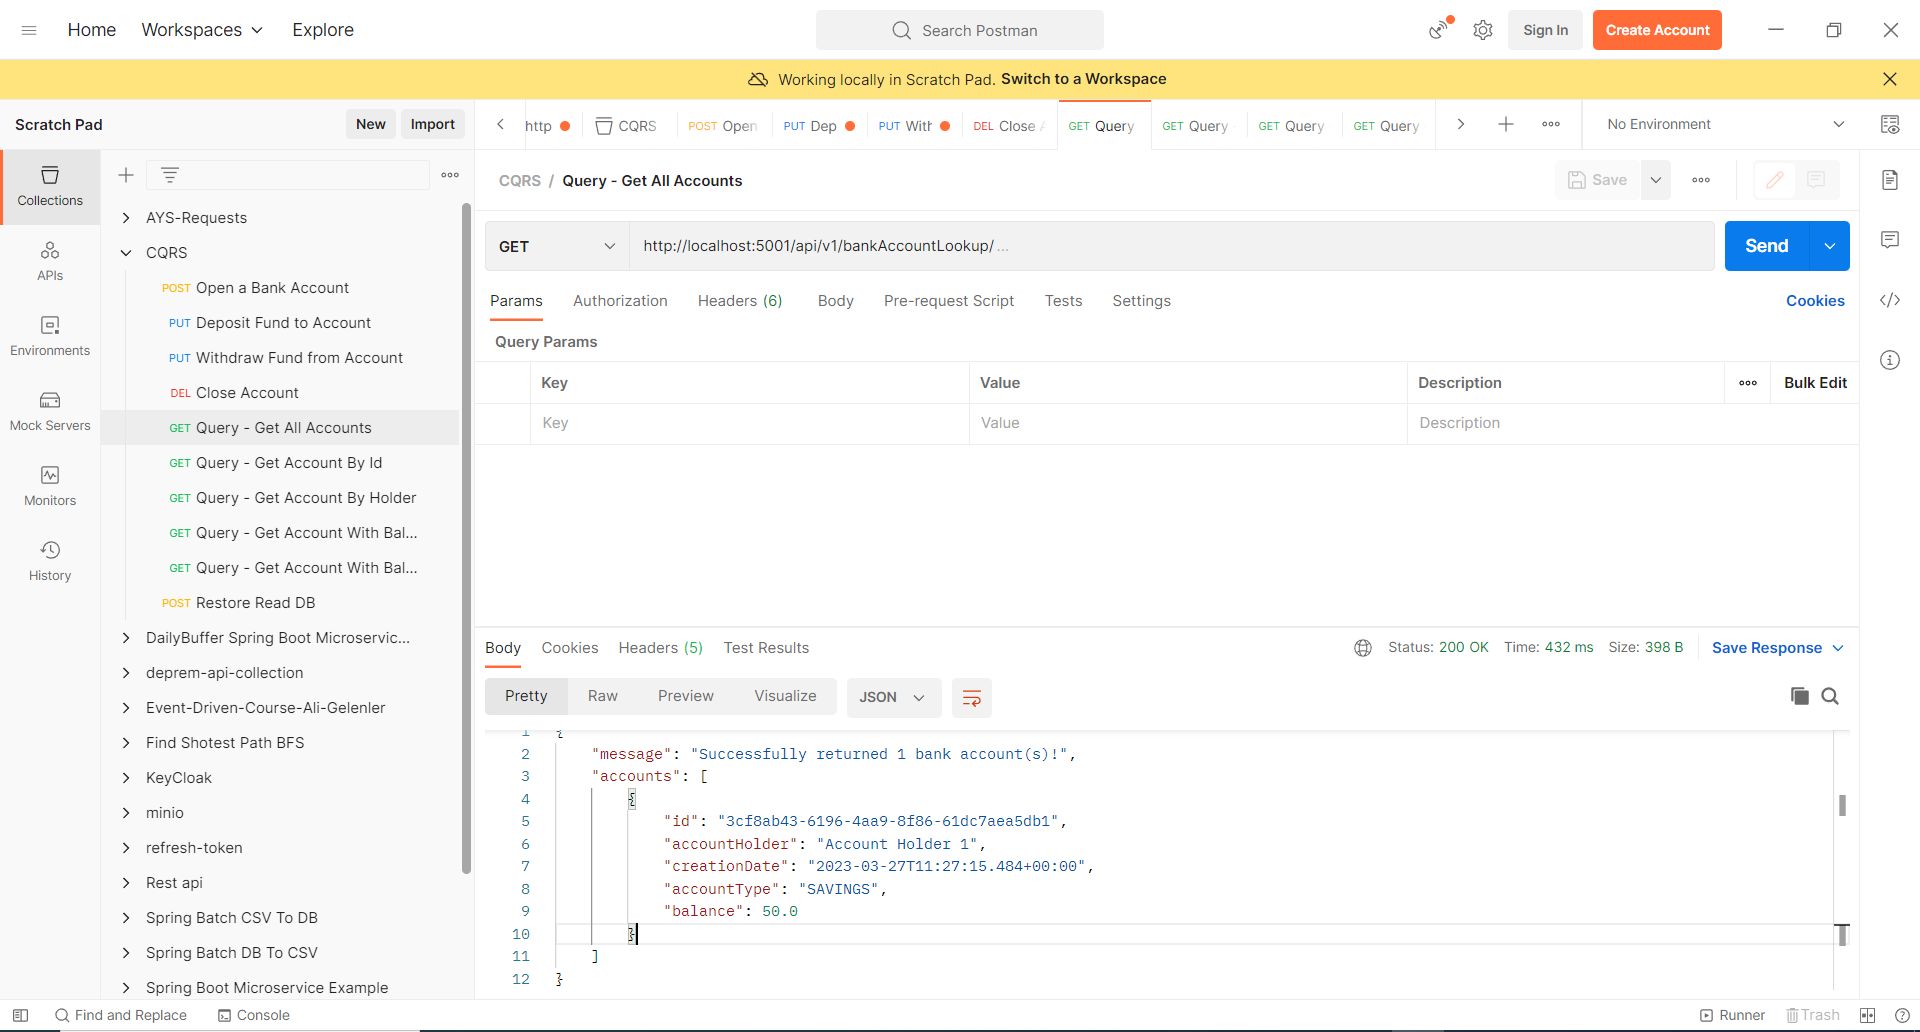 Home Workspaces Explore Search Postman Sign In Create Account
Working locally in Scratch Pad. Switch to a Workspace
Scratch Pad New Import
http CQRS POST Open PUT Dep PUT With DEL Close GET Query GET Query GET Query GET Query No Environment
Collections
APIs
Environments
Mock Servers
Monitors
History
AYS-Requests
CQRS
POST Open a Bank Account
PUT Deposit Fund to Account
PUT Withdraw Fund from Account
DEL Close Account
GET Query - Get All Accounts
GET Query - Get Account By Id
GET Query - Get Account By Holder
GET Query - Get Account With Bal...
GET Query - Get Account With Bal...
POST Restore Read DB
DailyBuffer Spring Boot Microservic...
deprem-api-collection
Event-Driven-Course-Ali-Gelenler
Find Shotest Path BFS
KeyCloak
minio
refresh-token
Rest api
Spring Batch CSV To DB
Spring Batch DB To CSV
Spring Boot Microservice Example
CQRS / Query - Get All Accounts Save
GET http://localhost:5001/api/v1/bankAccountLookup/ ... Send
Params Authorization Headers (6) Body Pre-request Script Tests Settings Cookies
Query Params
Key Value Description Bulk Edit
Key Value Description
Body Cookies Headers (5) Test Results Status: 200 OK Time: 432 ms Size: 398 B Save Response
Pretty Raw Preview Visualize JSON
1 {
2 "message": "Successfully returned 1 bank account(s)!",
3 "accounts": [
4 {
5 "id": "3cf8ab43-6196-4aa9-8f86-61dc7aea5db1",
6 "accountHolder": "Account Holder 1",
7 "creationDate": "2023-03-27T11:27:15.484+00:00",
8 "accountType": "SAVINGS",
9 "balance": 50.0
10 }
11 ]
12 }
Find and Replace Console Runner Trash